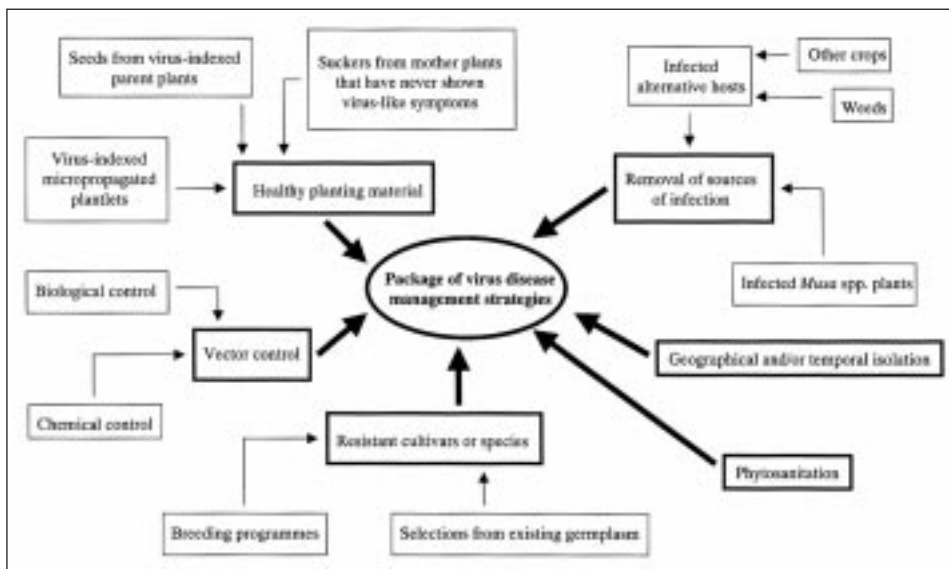 Seeds from virus-indexed
parent plants
Suckers from mother plants
that have never shown
virus-like symptoms
Infected
alternative hosts
Other crops
Weeds
Virus-indexed
micropropagated
plantlets
Healthy planting material
Removal of sources
of infection
Package of virus disease
management strategies
Biological control
Infected Musa spp. plants
Vector control
Geographical and/or temporal isolation
Chemical control
Resistant cultivars or species
Phytosanitation
Breeding programmes
Selections from existing germplasm